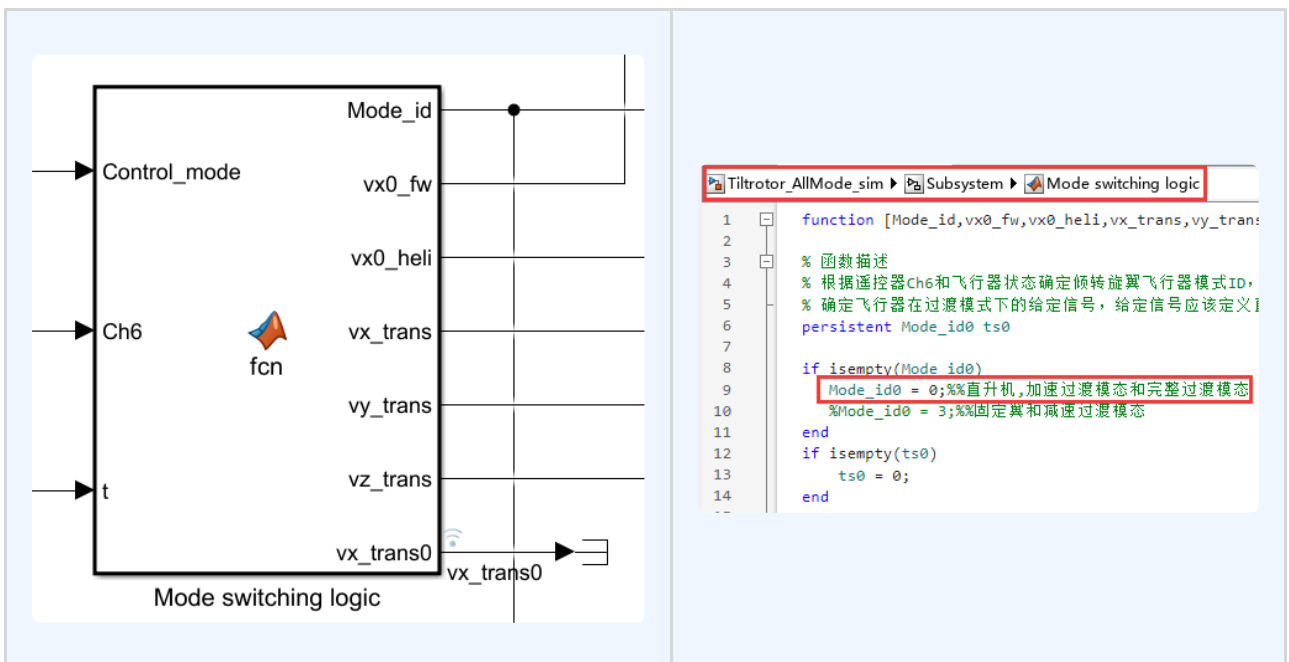 Mode_id
Control_mode
vx0_fw
vx0_heli
Ch6
vx_trans
fcn
vy_trans
t
vz_trans
vx_trans0
vx_trans0
Mode switching logic
Tiltrotor_AllMode_sim Subsystem Mode switching logic
1 function [Mode_id,vx0_fw,vx0_heli,vx_trans,vy_trans
2
3 % 函数描述
4 % 根据遥控器Ch6和飞行器状态确定倾转旋翼飞行器模式ID,
5 % 确定飞行器在过渡模式下的给定信号，给定信号应该定义
6 persistent Mode_id0 ts0
7
8 if isempty(Mode_id0)
9 Mode_id0 = 0;%%直升机,加速过渡模态和完整过渡模态
10 %Mode_id0 = 3;%%固定翼和减速过渡模态
11 end
12 if isempty(ts0)
13 ts0 = 0;
14 end